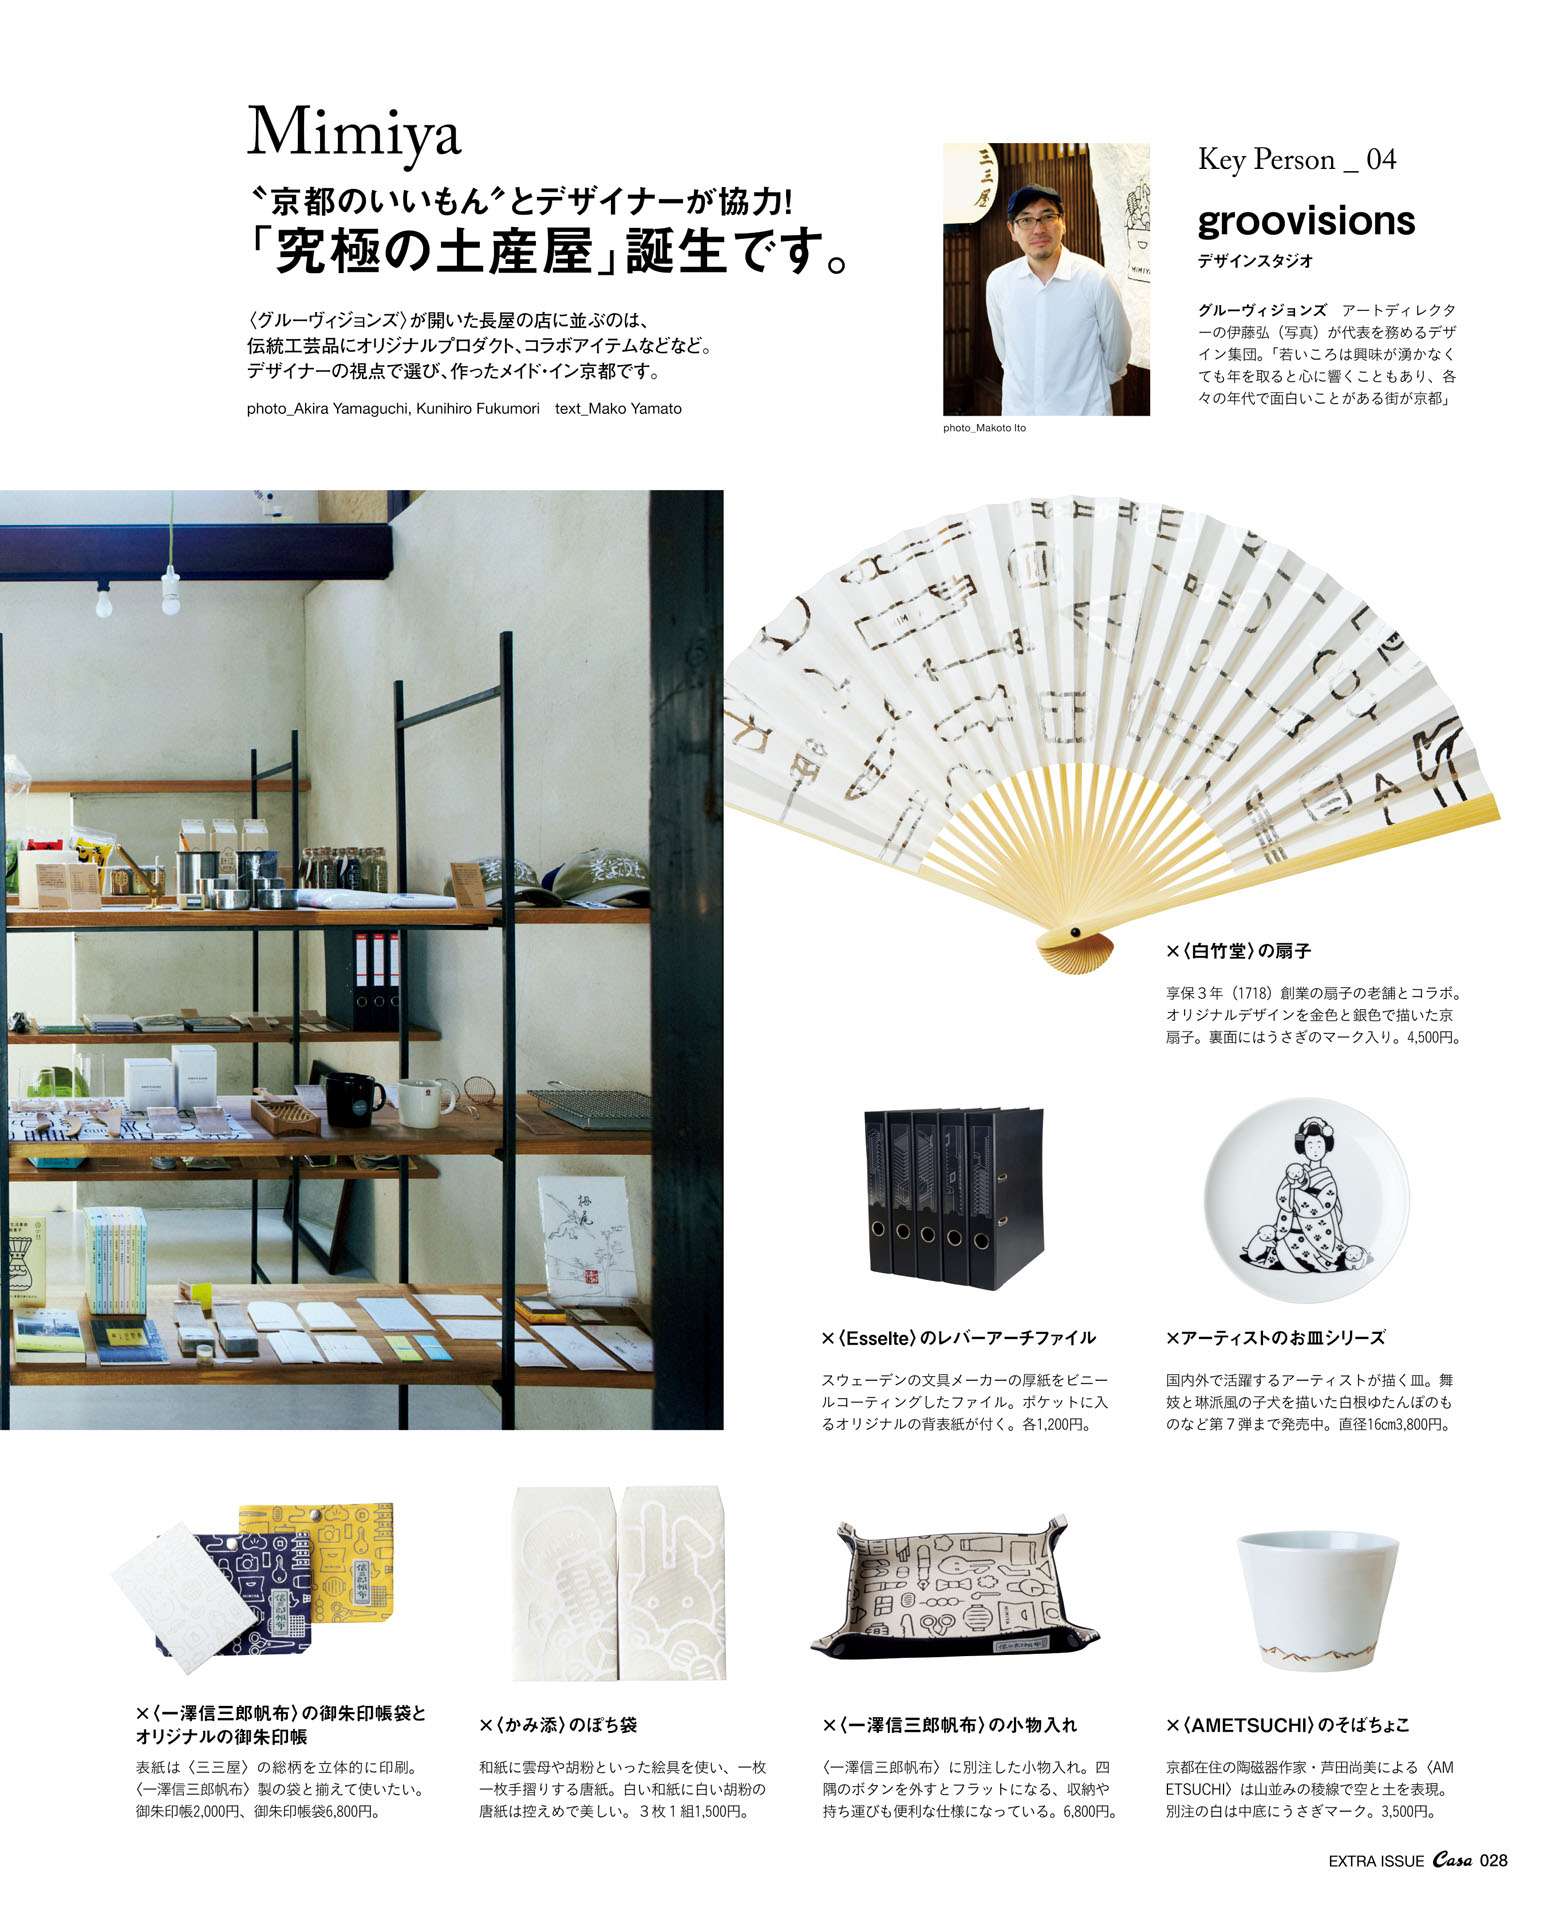 Mimiya
〝京都のいいもん〟とデザイナーが協力!
「究極の土産屋」誕生です。
〈グルーヴィジョンズ〉が開いた長屋の店に並ぶのは、
伝統工芸品にオリジナルプロダクト、コラボアイテムなどなど。
デザイナーの視点で選び、作ったメイド・イン京都です。
photo_Akira Yamaguchi, Kunihiro Fukumori　text_Mako Yamato
三三屋
MIMIYA
photo_Makoto Ito
Key Person _ 04
groovisions
デザインスタジオ
グルーヴィジョンズ　アートディレクタ
ーの伊藤弘（写真）が代表を務めるデザ
イン集団。「若いころは興味が湧かなく
ても年を取ると心に響くこともあり、各
々の年代で面白いことがある街が京都」
×〈白竹堂〉の扇子
享保３年（1718）創業の扇子の老舗とコラボ。
オリジナルデザインを金色と銀色で描いた京
扇子。裏面にはうさぎのマーク入り。4,500円。
×〈Esselte〉のレバーアーチファイル
スウェーデンの文具メーカーの厚紙をビニー
ルコーティングしたファイル。ポケットに入
るオリジナルの背表紙が付く。各1,200円。
×アーティストのお皿シリーズ
国内外で活躍するアーティストが描く皿。舞
妓と琳派風の子犬を描いた白根ゆたんぽのも
のなど第７弾まで発売中。直径16㎝3,800円。
×〈一澤信三郎帆布〉の御朱印帳袋と
オリジナルの御朱印帳
表紙は〈三三屋〉の総柄を立体的に印刷。
〈一澤信三郎帆布〉製の袋と揃えて使いたい。
御朱印帳2,000円、御朱印帳袋6,800円。
×〈かみ添〉のぽち袋
和紙に雲母や胡粉といった絵具を使い、一枚
一枚手摺りする唐紙。白い和紙に白い胡粉の
唐紙は控えめで美しい。３枚１組1,500円。
×〈一澤信三郎帆布〉の小物入れ
〈一澤信三郎帆布〉に別注した小物入れ。四
隅のボタンを外すとフラットになる、収納や
持ち運びも便利な仕様になっている。6,800円。
×〈AMETSUCHI〉のそばちょこ
京都在住の陶磁器作家・芦田尚美による〈AM
ETSUCHI〉は山並みの稜線で空と土を表現。
別注の白は中底にうさぎマーク。3,500円。
EXTRA ISSUE Casa 028